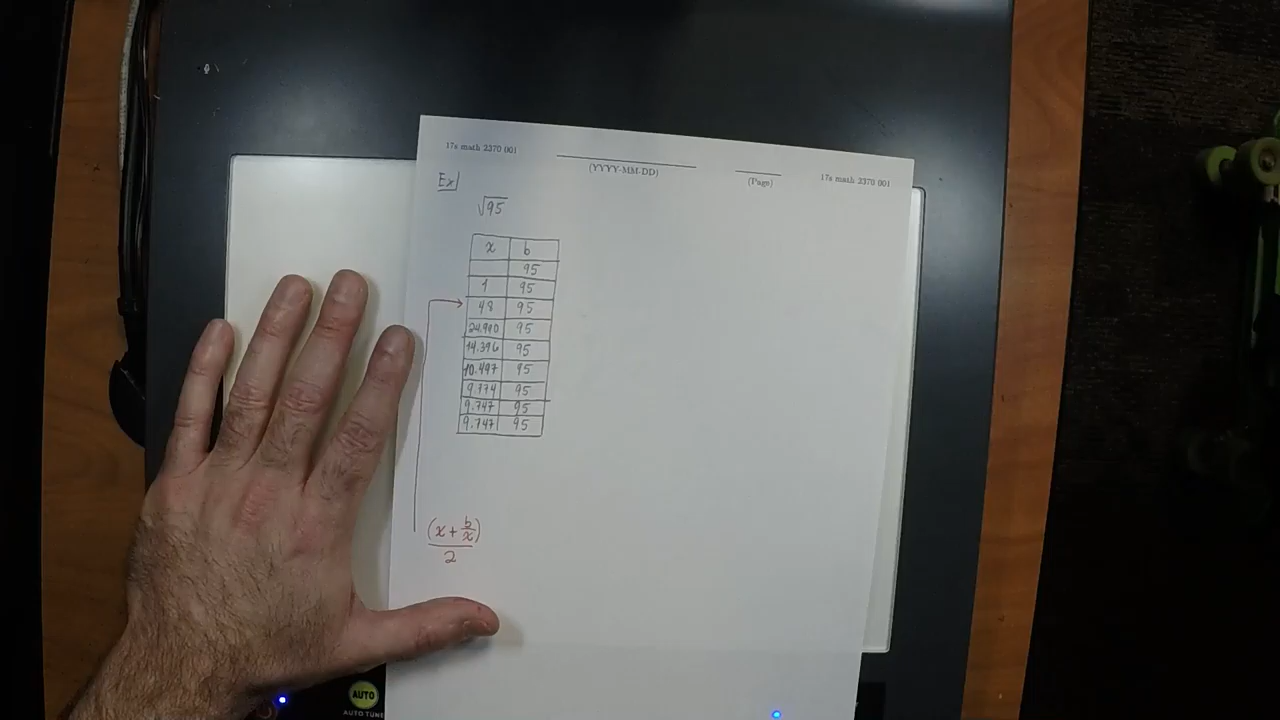 17s math 2370 001
(YYYY-MM-DD)
(Page)
17s math 2370 001
Ex
√95
x b
95
1 95
48 95
24.990 95
14.396 95
10.497 95
9.774 95
9.747 95
9.747 95
(x + b/x)
2
AUTO
AUTO TUNE